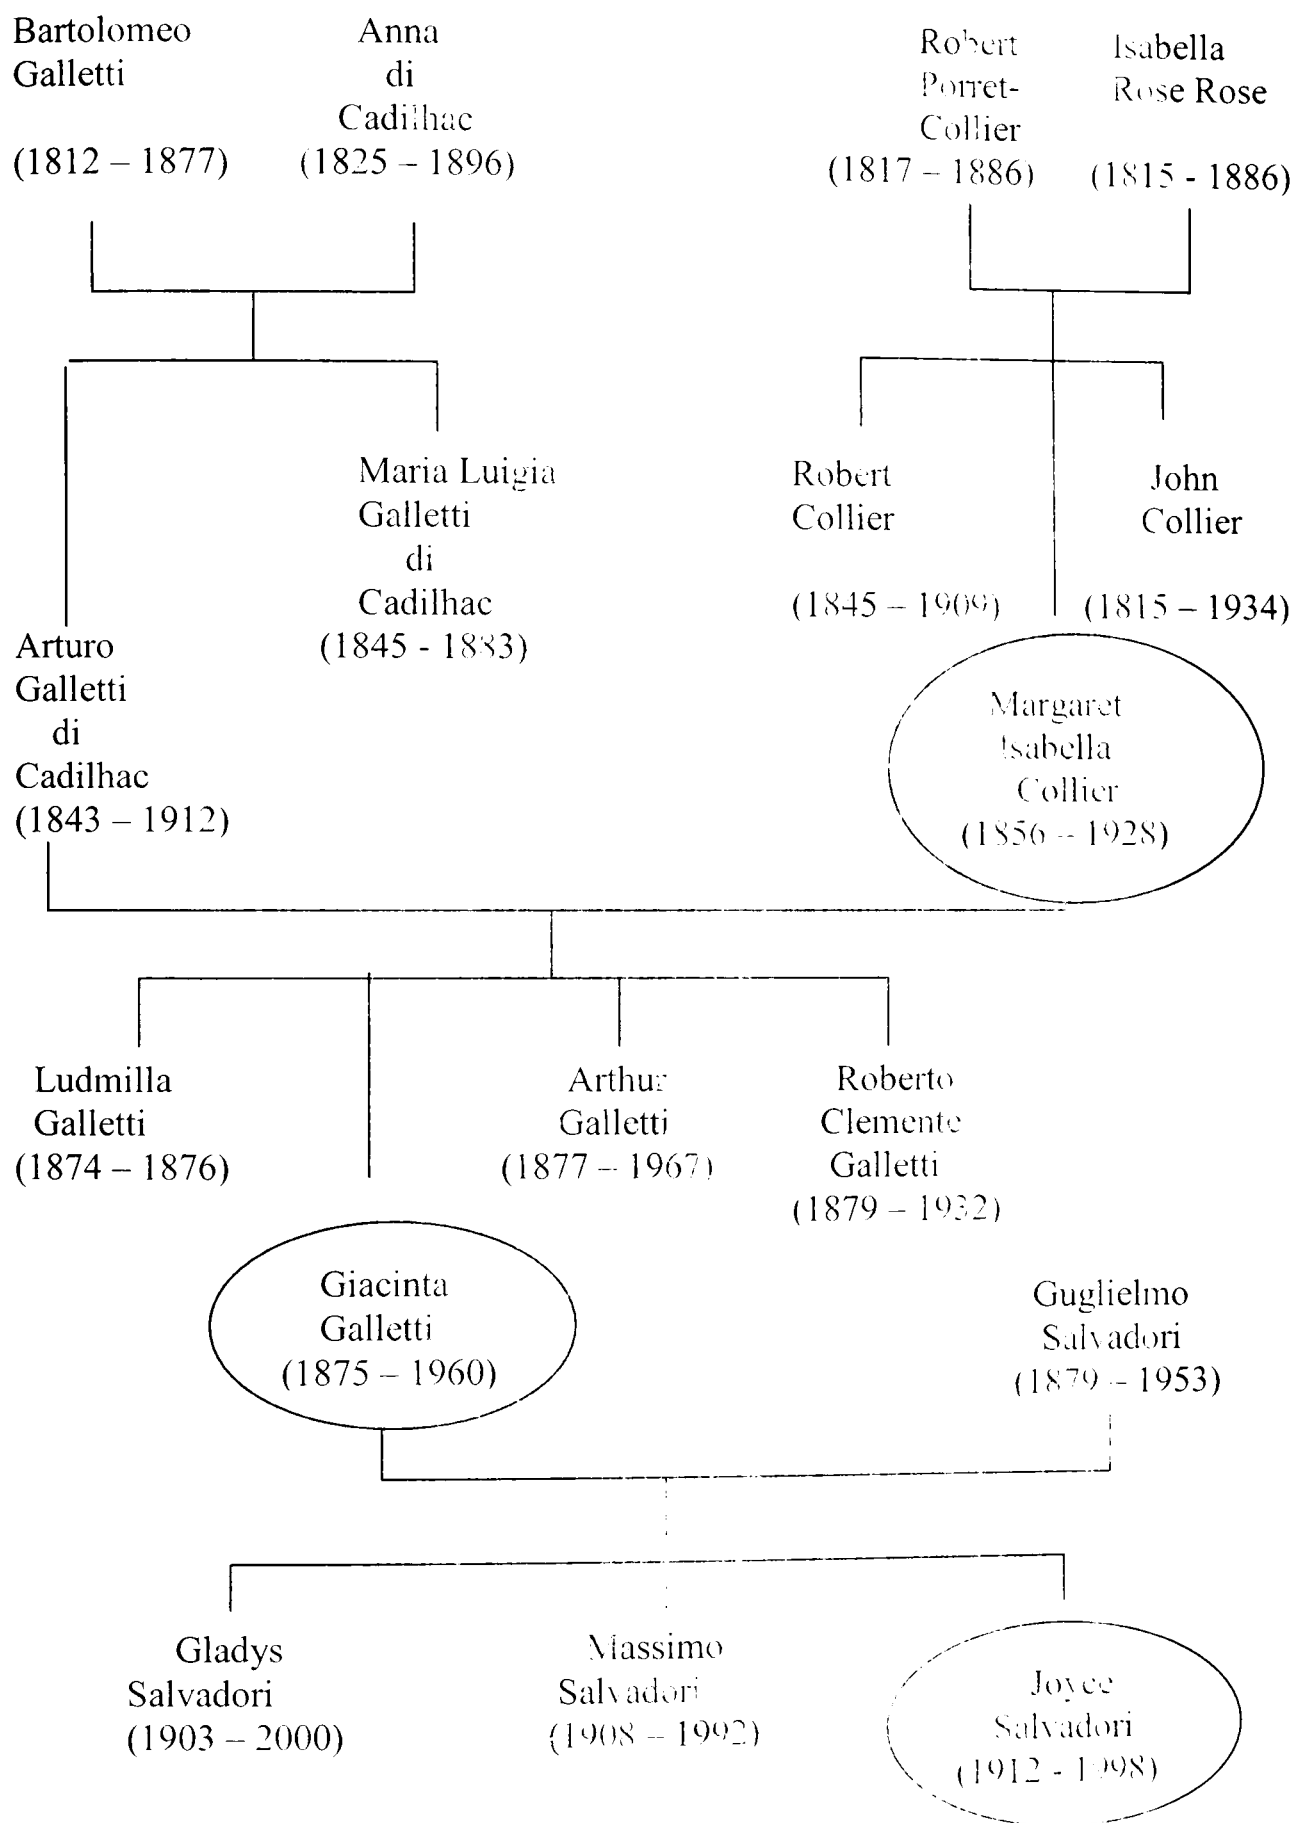 Bartolomeo
Galletti
(1812 – 1877)
Anna
di
Cadilhac
(1825 – 1896)
Robert
Porret-
Collier
(1817 – 1886)
Isabella
Rose Rose
(1815 - 1886)
Maria Luigia
Galletti
di
Cadilhac
(1845 - 1883)
Robert
Collier
(1845 – 1909)
John
Collier
(1815 – 1934)
Arturo
Galletti
di
Cadilhac
(1843 – 1912)
Margaret
Isabella
Collier
(1856 – 1928)
Ludmilla
Galletti
(1874 – 1876)
Arthur
Galletti
(1877 – 1967)
Roberto
Clemente
Galletti
(1879 – 1932)
Giacinta
Galletti
(1875 – 1960)
Guglielmo
Salvadori
(1879 – 1953)
Gladys
Salvadori
(1903 – 2000)
Massimo
Salvadori
(1908 – 1992)
Joyce
Salvadori
(1912 - 1998)